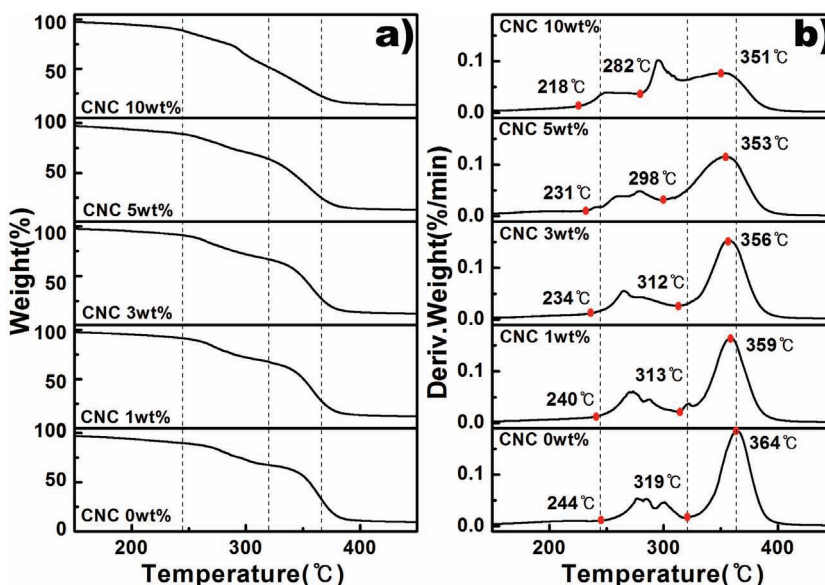 a)
Weight(%)
100
50
CNC 10wt%
100
50
CNC 5wt%
100
50
CNC 3wt%
100
50
CNC 1wt%
100
50
0
CNC 0wt%
150 300 400
Temperature(℃)
b)
Deriv.Weight(%/min)
CNC 10wt%
0.1
0.0
218℃
282℃
351℃
CNC 5wt%
0.1
0.0
231℃
298℃
353℃
CNC 3wt%
0.1
0.0
234℃
312℃
356℃
CNC 1wt%
0.1
0.0
240℃
313℃
359℃
CNC 0wt%
0.1
0.0
244℃
319℃
364℃
200 300 400
Temperature(℃)